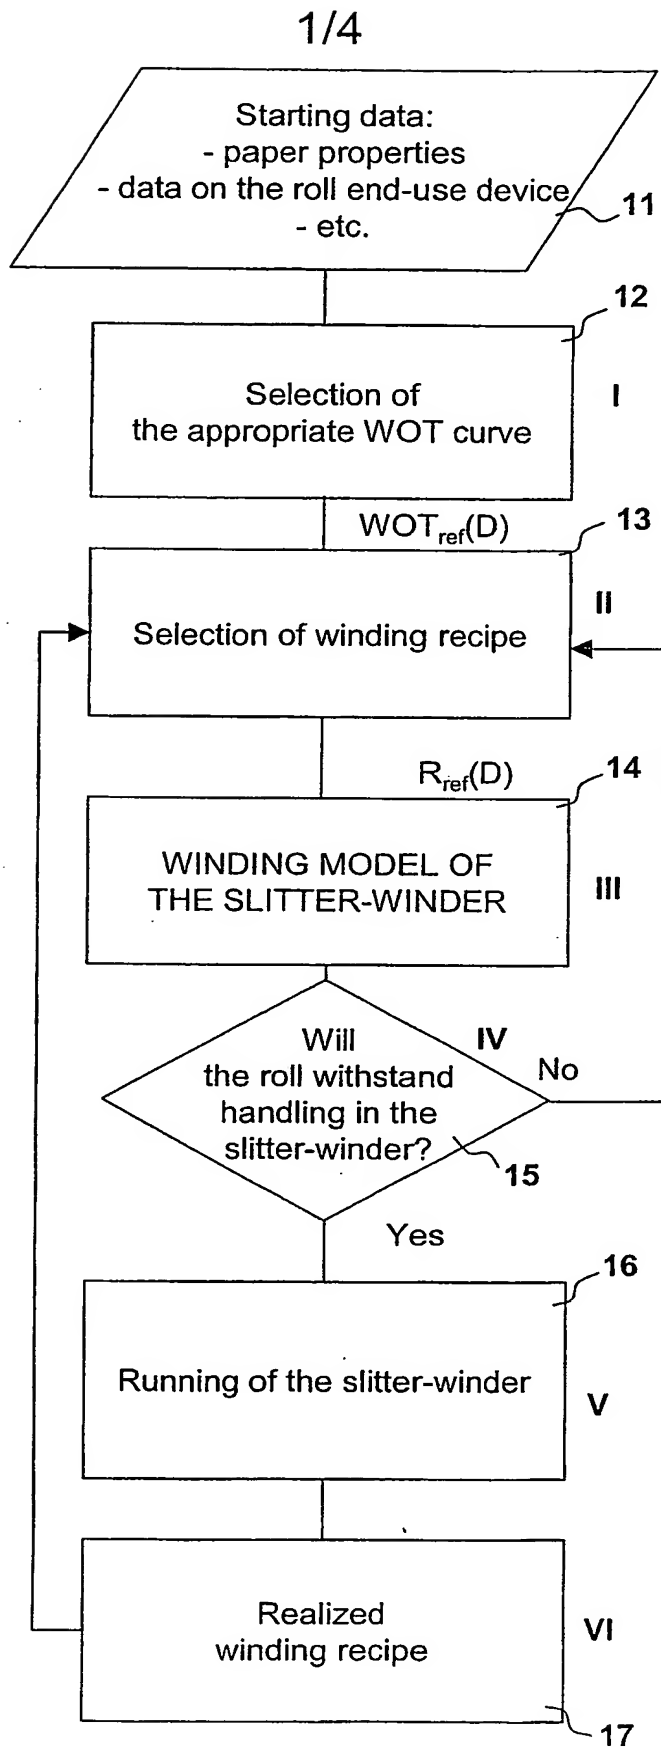 1/4
Starting data:
- paper properties
- data on the roll end-use device
- etc.
11
12
Selection of
the appropriate WOT curve
I
WOTref(D)
13
Selection of winding recipe
II
Rref(D)
14
WINDING MODEL OF
THE SLITTER-WINDER
III
Will
the roll withstand
handling in the
slitter-winder?
IV
No
15
Yes
16
Running of the slitter-winder
V
Realized
winding recipe
VI
17